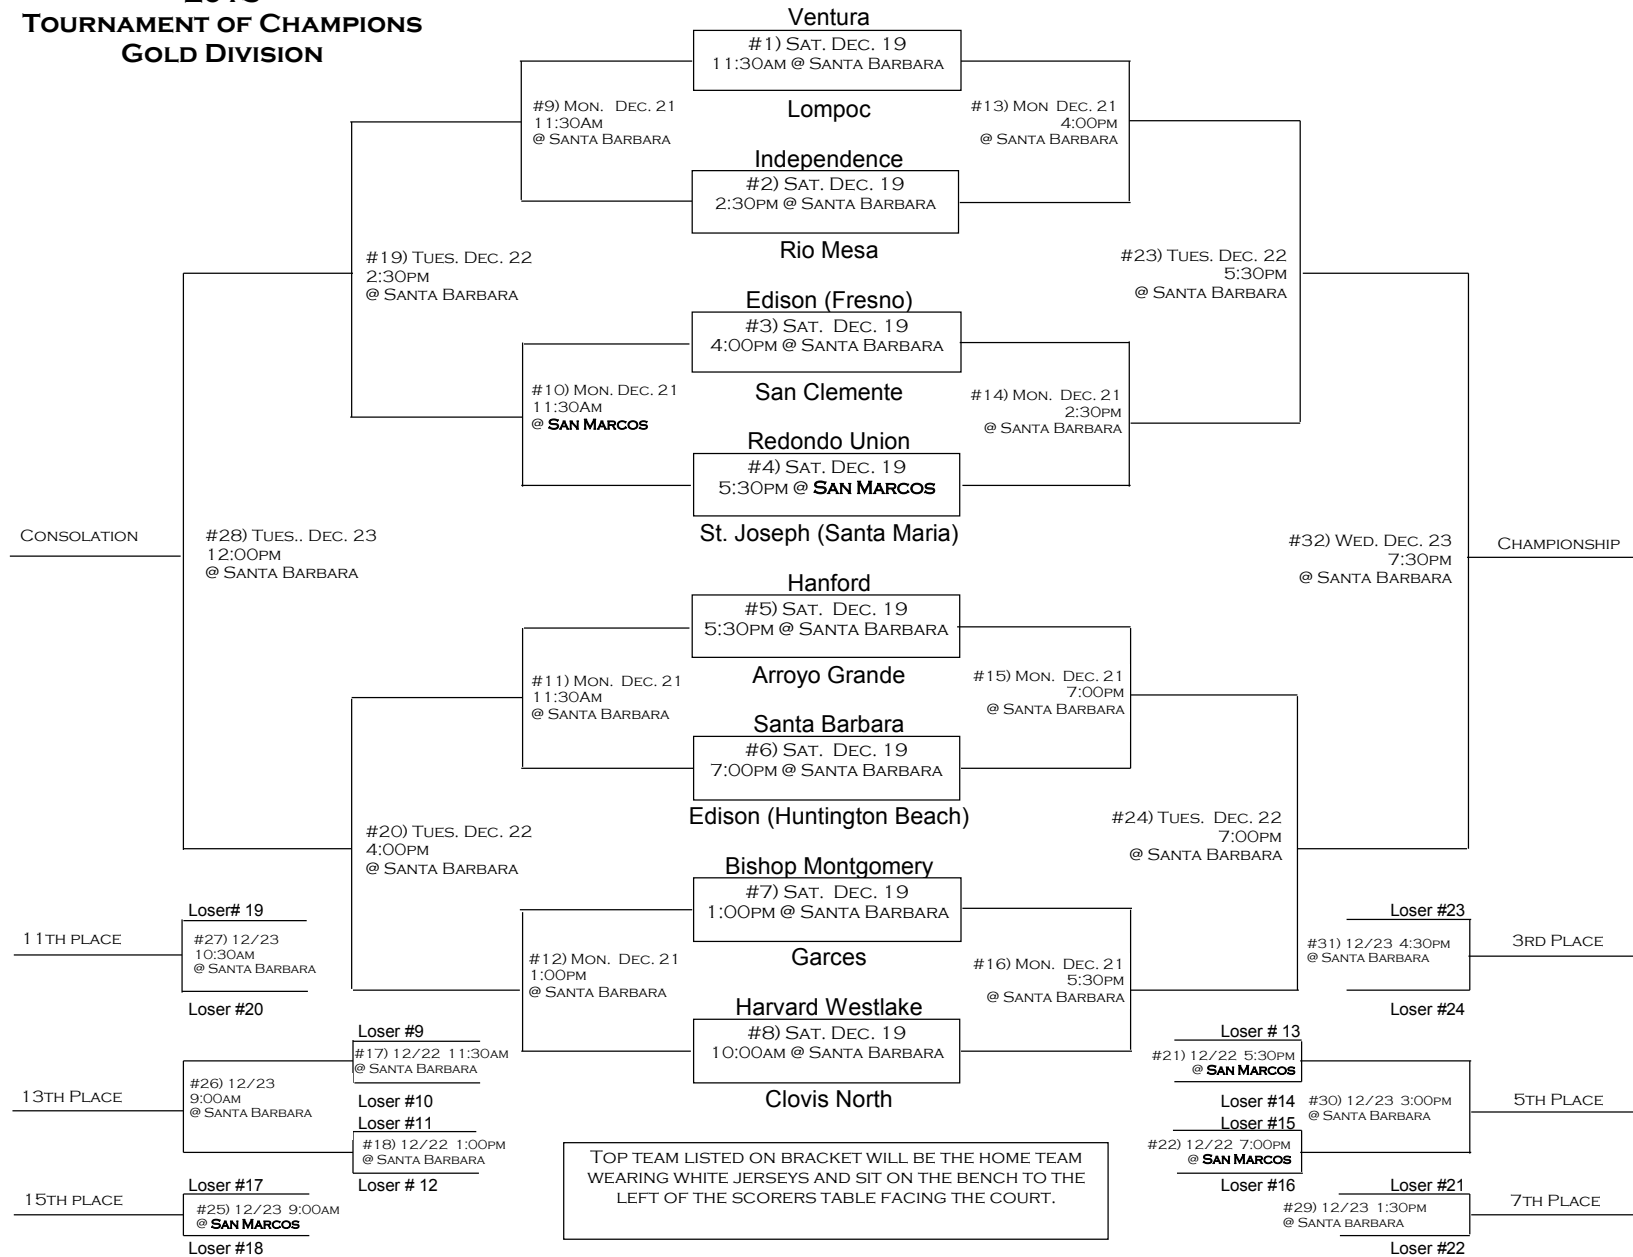 TOURNAMENT OF CHAMPIONS
GOLD DIVISION
Ventura
#1) SAT. DEC. 19
11:30AM @ SANTA BARBARA
Lompoc
#9) MON. DEC. 21
11:30AM
@ SANTA BARBARA
#13) MON DEC. 21
4:00PM
@ SANTA BARBARA
Independence
#2) SAT. DEC. 19
2:30PM @ SANTA BARBARA
Rio Mesa
#19) TUES. DEC. 22
2:30PM
@ SANTA BARBARA
#23) TUES. DEC. 22
5:30PM
@ SANTA BARBARA
Edison (Fresno)
#3) SAT. DEC. 19
4:00PM @ SANTA BARBARA
San Clemente
#10) MON. DEC. 21
11:30AM
@ SAN MARCOS
#14) MON. DEC. 21
2:30PM
@ SANTA BARBARA
Redondo Union
#4) SAT. DEC. 19
5:30PM @ SAN MARCOS
St. Joseph (Santa Maria)
CONSOLATION
#28) TUES.. DEC. 23
12:00PM
@ SANTA BARBARA
#32) WED. DEC. 23
7:30PM
@ SANTA BARBARA
CHAMPIONSHIP
Hanford
#5) SAT. DEC. 19
5:30PM @ SANTA BARBARA
Arroyo Grande
#11) MON. DEC. 21
11:30AM
@ SANTA BARBARA
#15) MON. DEC. 21
7:00PM
@ SANTA BARBARA
Santa Barbara
#6) SAT. DEC. 19
7:00PM @ SANTA BARBARA
Edison (Huntington Beach)
#20) TUES. DEC. 22
4:00PM
@ SANTA BARBARA
#24) TUES. DEC. 22
7:00PM
@ SANTA BARBARA
Bishop Montgomery
#7) SAT. DEC. 19
1:00PM @ SANTA BARBARA
Garces
#12) MON. DEC. 21
1:00PM
@ SANTA BARBARA
#16) MON. DEC. 21
5:30PM
@ SANTA BARBARA
Harvard Westlake
#8) SAT. DEC. 19
10:00AM @ SANTA BARBARA
Clovis North
Loser# 19
11TH PLACE
#27) 12/23
10:30AM
@ SANTA BARBARA
Loser #20
Loser #23
#31) 12/23 4:30PM
@ SANTA BARBARA
3RD PLACE
Loser #24
Loser #9
#17) 12/22 11:30AM
@ SANTA BARBARA
Loser #10
13TH PLACE
#26) 12/23
9:00AM
@ SANTA BARBARA
Loser #11
#18) 12/22 1:00PM
@ SANTA BARBARA
Loser # 12
Loser # 13
#21) 12/22 5:30PM
@ SAN MARCOS
Loser #14
#30) 12/23 3:00PM
@ SANTA BARBARA
5TH PLACE
Loser #15
#22) 12/22 7:00PM
@ SAN MARCOS
Loser #16
Loser #17
15TH PLACE
#25) 12/23 9:00AM
@ SAN MARCOS
Loser #18
TOP TEAM LISTED ON BRACKET WILL BE THE HOME TEAM
WEARING WHITE JERSEYS AND SIT ON THE BENCH TO THE
LEFT OF THE SCORERS TABLE FACING THE COURT.
Loser #21
#29) 12/23 1:30PM
@ SANTA BARBARA
7TH PLACE
Loser #22